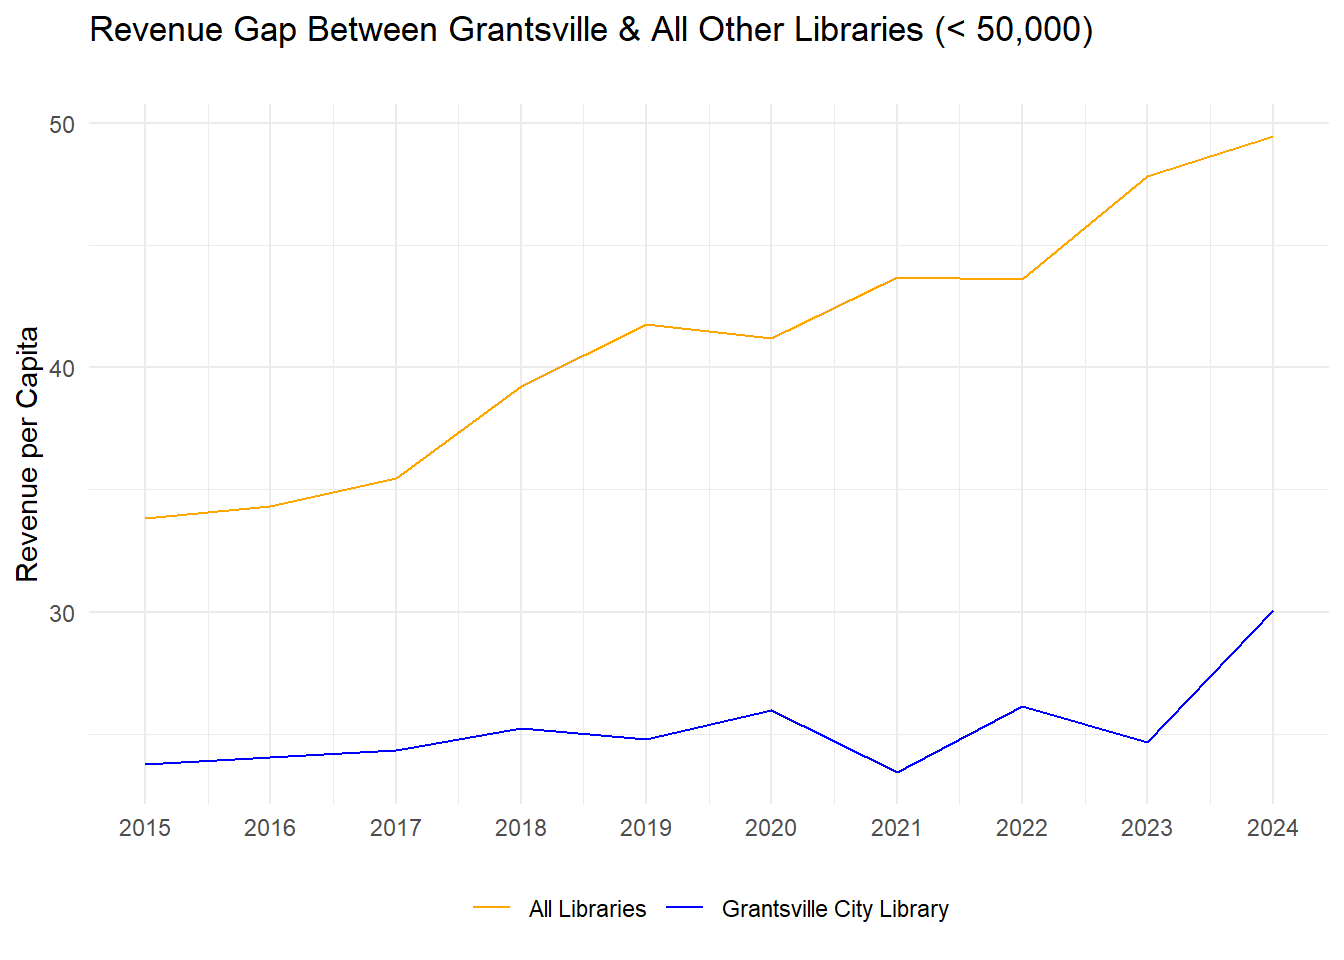 Revenue Gap Between Grantsville & All Other Libraries (< 50,000)
50
40
30
Revenue per Capita
2015 2016 2017 2018 2019 2020 2021 2022 2023 2024
All Libraries Grantsville City Library